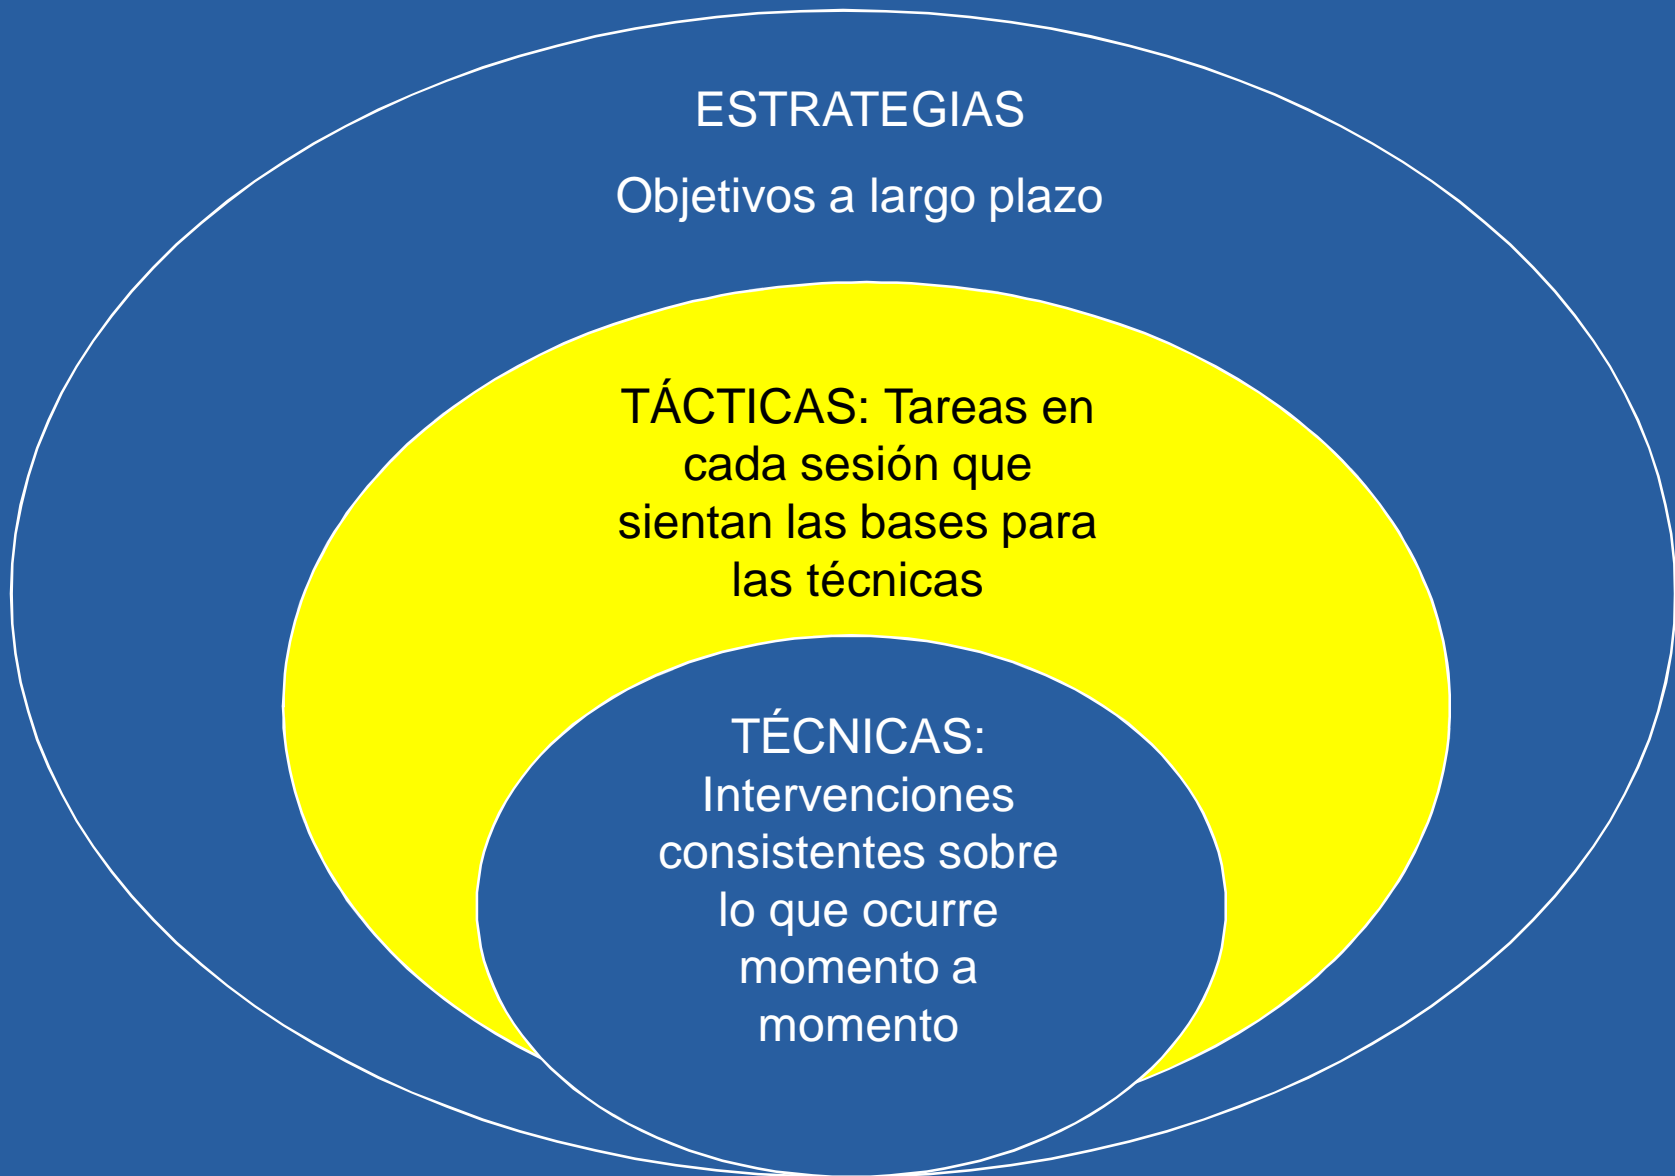 ESTRATEGIAS
Objetivos a largo plazo
TÁCTICAS: Tareas en
cada sesión que
sientan las bases para
las técnicas
TÉCNICAS:
Intervenciones
consistentes sobre
lo que ocurre
momento a
momento